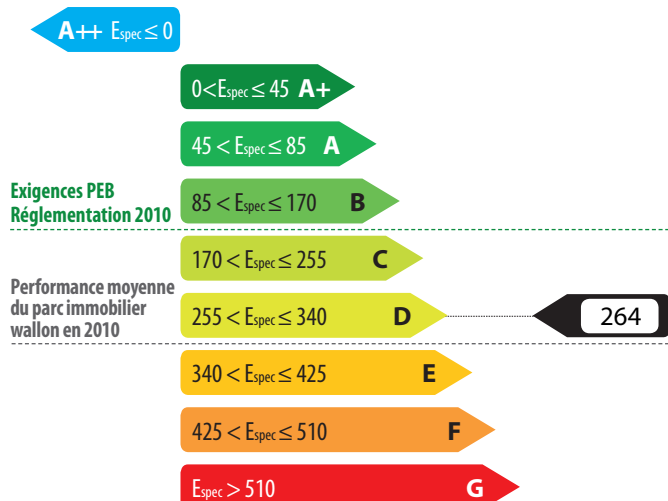 A++ Espec ≤ 0
0<Espec ≤ 45 A+
45 < Espec ≤ 85 A
Exigences PEB
Réglementation 2010
85 < Espec ≤ 170 B
170 < Espec ≤ 255 C
Performance moyenne
du parc immobilier
wallon en 2010
255 < Espec ≤ 340 D
264
340 < Espec ≤ 425 E
425 < Espec ≤ 510 F
Espec > 510 G